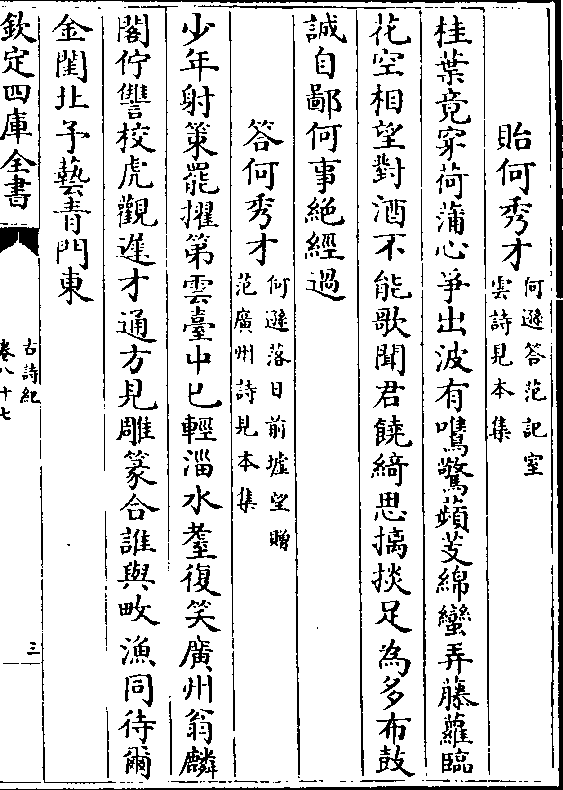 貽何秀才
何遜答范記室
雲詩見本集
桂葉竟穿荷蒲心爭出波有鷕驚蘋芰綿蠻弄藤蘿臨
花空相望對酒不能歌聞君饒綺思摛掞足為多布鼓
誠自鄙何事絶經過
答何秀才
何遜落日前墟望贈
范廣州詩見本集
少年射策罷擢第雲臺中已輕淄水耋復笑廣州翁麟
閣佇讐校虎觀遲才通方見雕篆合誰與畋漁同待爾
金閨北予藝青門東
欽定四庫全書
古詩紀
卷八十七
三